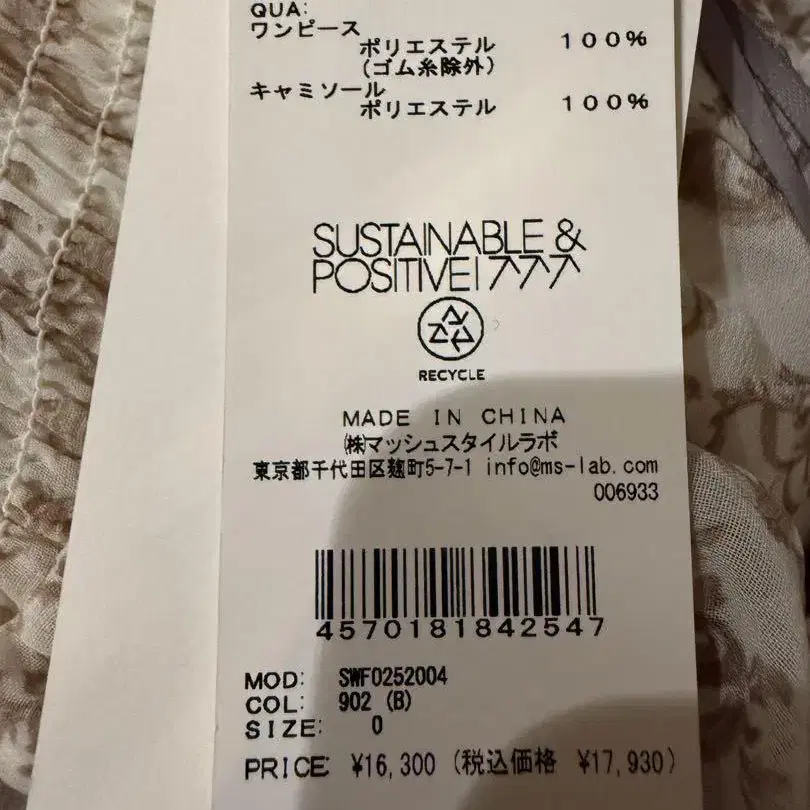 QUA:
ワンピース
ポリエステル 100%
(ゴム糸除外)
キャミソール
ポリエステル 100%
SUSTAINABLE &
POSITIVE!
RECYCLE
MADE IN CHINA
㈱マッシュスタイルラボ
東京都千代田区麹町5-7-1 info@ms-lab.com
006933
4570181842547
MOD: SWFO252004
COL: 902 (B)
SIZE: 0
PRICE: ¥16,300 (税込価格 ¥17,930)